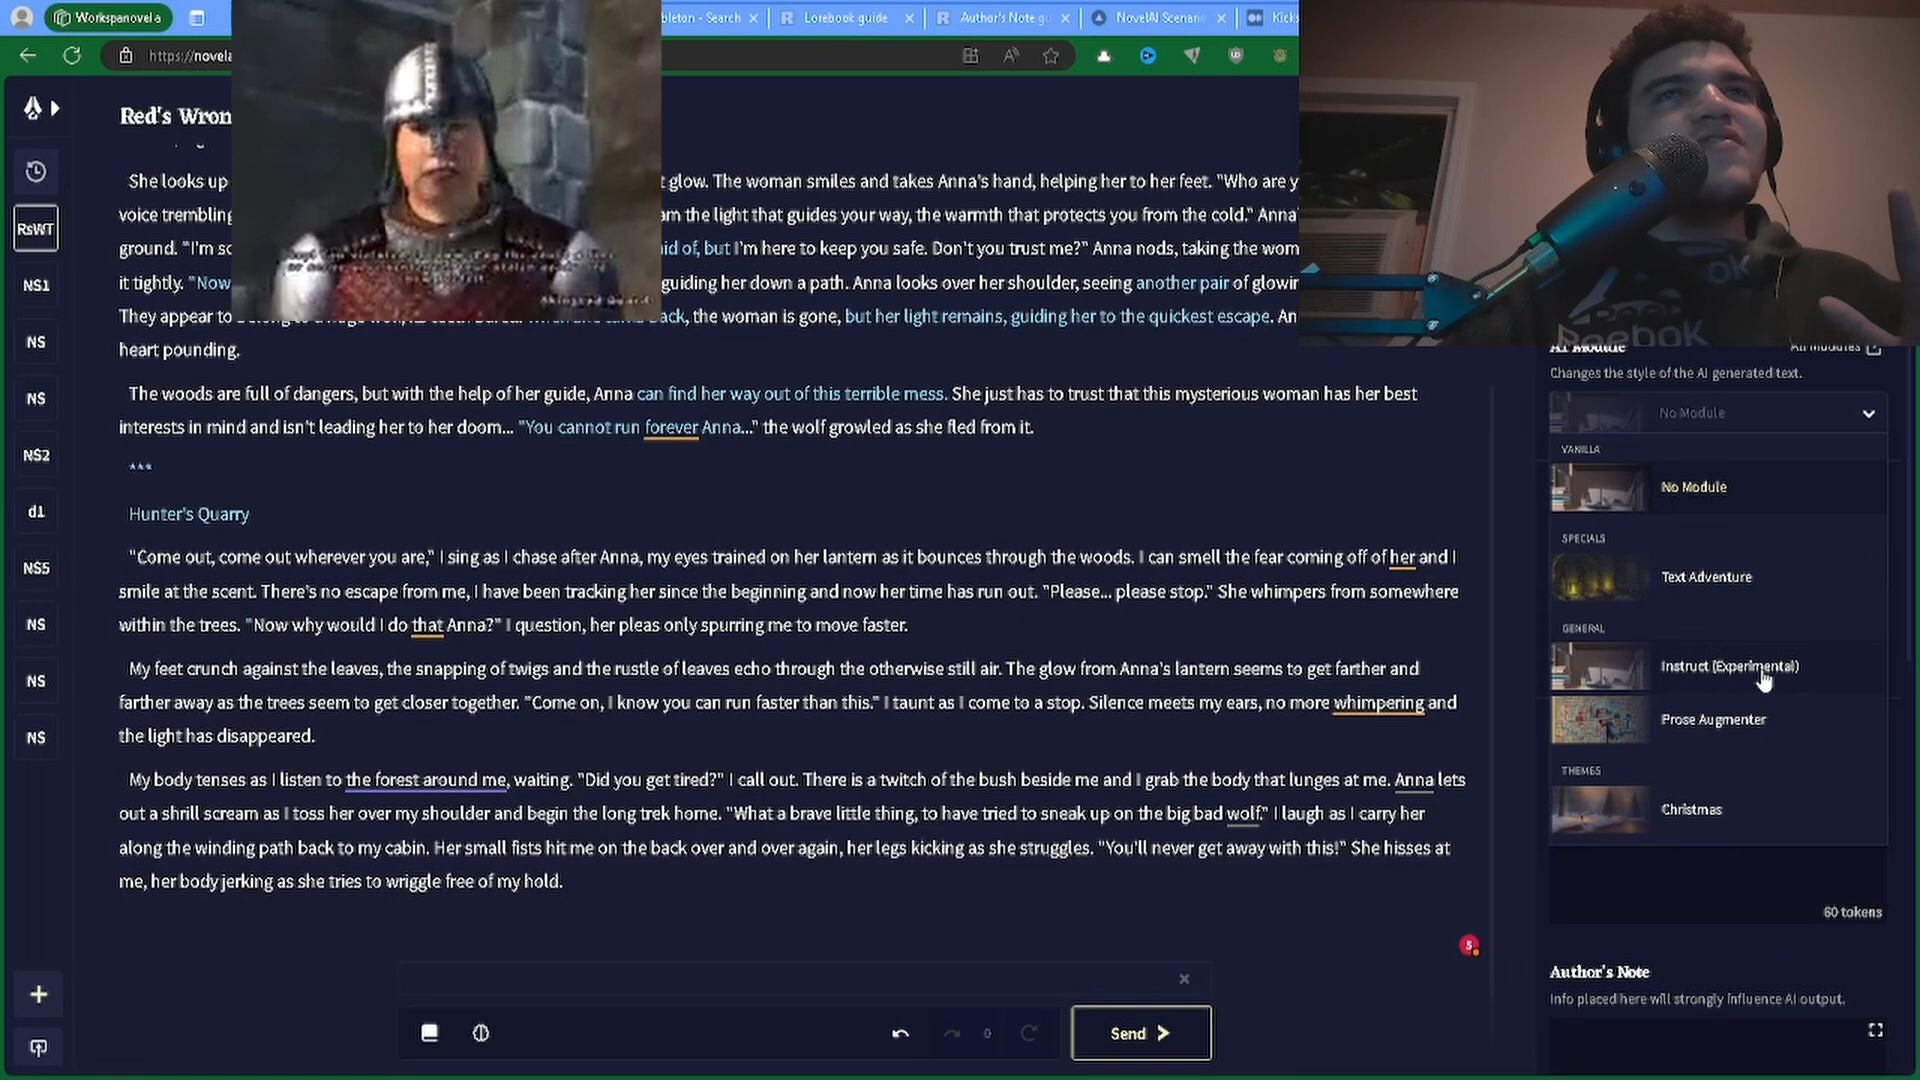 Workspanovela
bleton - Search
Lorebook guide
Author's Note gu
NovelAI Scenario
Kicks
https://novela
Red's Wron
She looks up
t glow. The woman smiles and takes Anna's hand, helping her to her feet. "Who are y
voice trembling
am the light that guides your way, the warmth that protects you from the cold." Anna
ground. "I'm so
aid of, but I'm here to keep you safe. Don't you trust me?" Anna nods, taking the wom
it tightly. "Now
guiding her down a path. Anna looks over her shoulder, seeing another pair of glowin
They appear to
back, the woman is gone, but her light remains, guiding her to the quickest escape. An
heart pounding.
The woods are full of dangers, but with the help of her guide, Anna can find her way out of this terrible mess. She just has to trust that this mysterious woman has her best
interests in mind and isn't leading her to her doom... "You cannot run forever Anna..." the wolf growled as she fled from it.
***
Hunter's Quarry
"Come out, come out wherever you are," I sing as I chase after Anna, my eyes trained on her lantern as it bounces through the woods. I can smell the fear coming off of her and I
smile at the scent. There's no escape from me, I have been tracking her since the beginning and now her time has run out. "Please... please stop." She whimpers from somewhere
within the trees. "Now why would I do that Anna?" I question, her pleas only spurring me to move faster.
My feet crunch against the leaves, the snapping of twigs and the rustle of leaves echo through the otherwise still air. The glow from Anna's lantern seems to get farther and
farther away as the trees seem to get closer together. "Come on, I know you can run faster than this." I taunt as I come to a stop. Silence meets my ears, no more whimpering and
the light has disappeared.
My body tenses as I listen to the forest around me, waiting. "Did you get tired?" I call out. There is a twitch of the bush beside me and I grab the body that lunges at me. Anna lets
out a shrill scream as I toss her over my shoulder and begin the long trek home. "What a brave little thing, to have tried to sneak up on the big bad wolf." I laugh as I carry her
along the winding path back to my cabin. Her small fists hit me on the back over and over again, her legs kicking as she struggles. "You'll never get away with this!" She hisses at
me, her body jerking as she tries to wriggle free of my hold.
RsWT
NS1
NS
NS
NS2
d1
NS5
NS
NS
NS
5
0
Send
Reebok
AI Module
All Modules
Changes the style of the AI generated text.
No Module
VANILLA
No Module
SPECIALS
Text Adventure
GENERAL
Instruct (Experimental)
Prose Augmenter
THEMES
Christmas
60 tokens
Author's Note
Info placed here will strongly influence AI output.